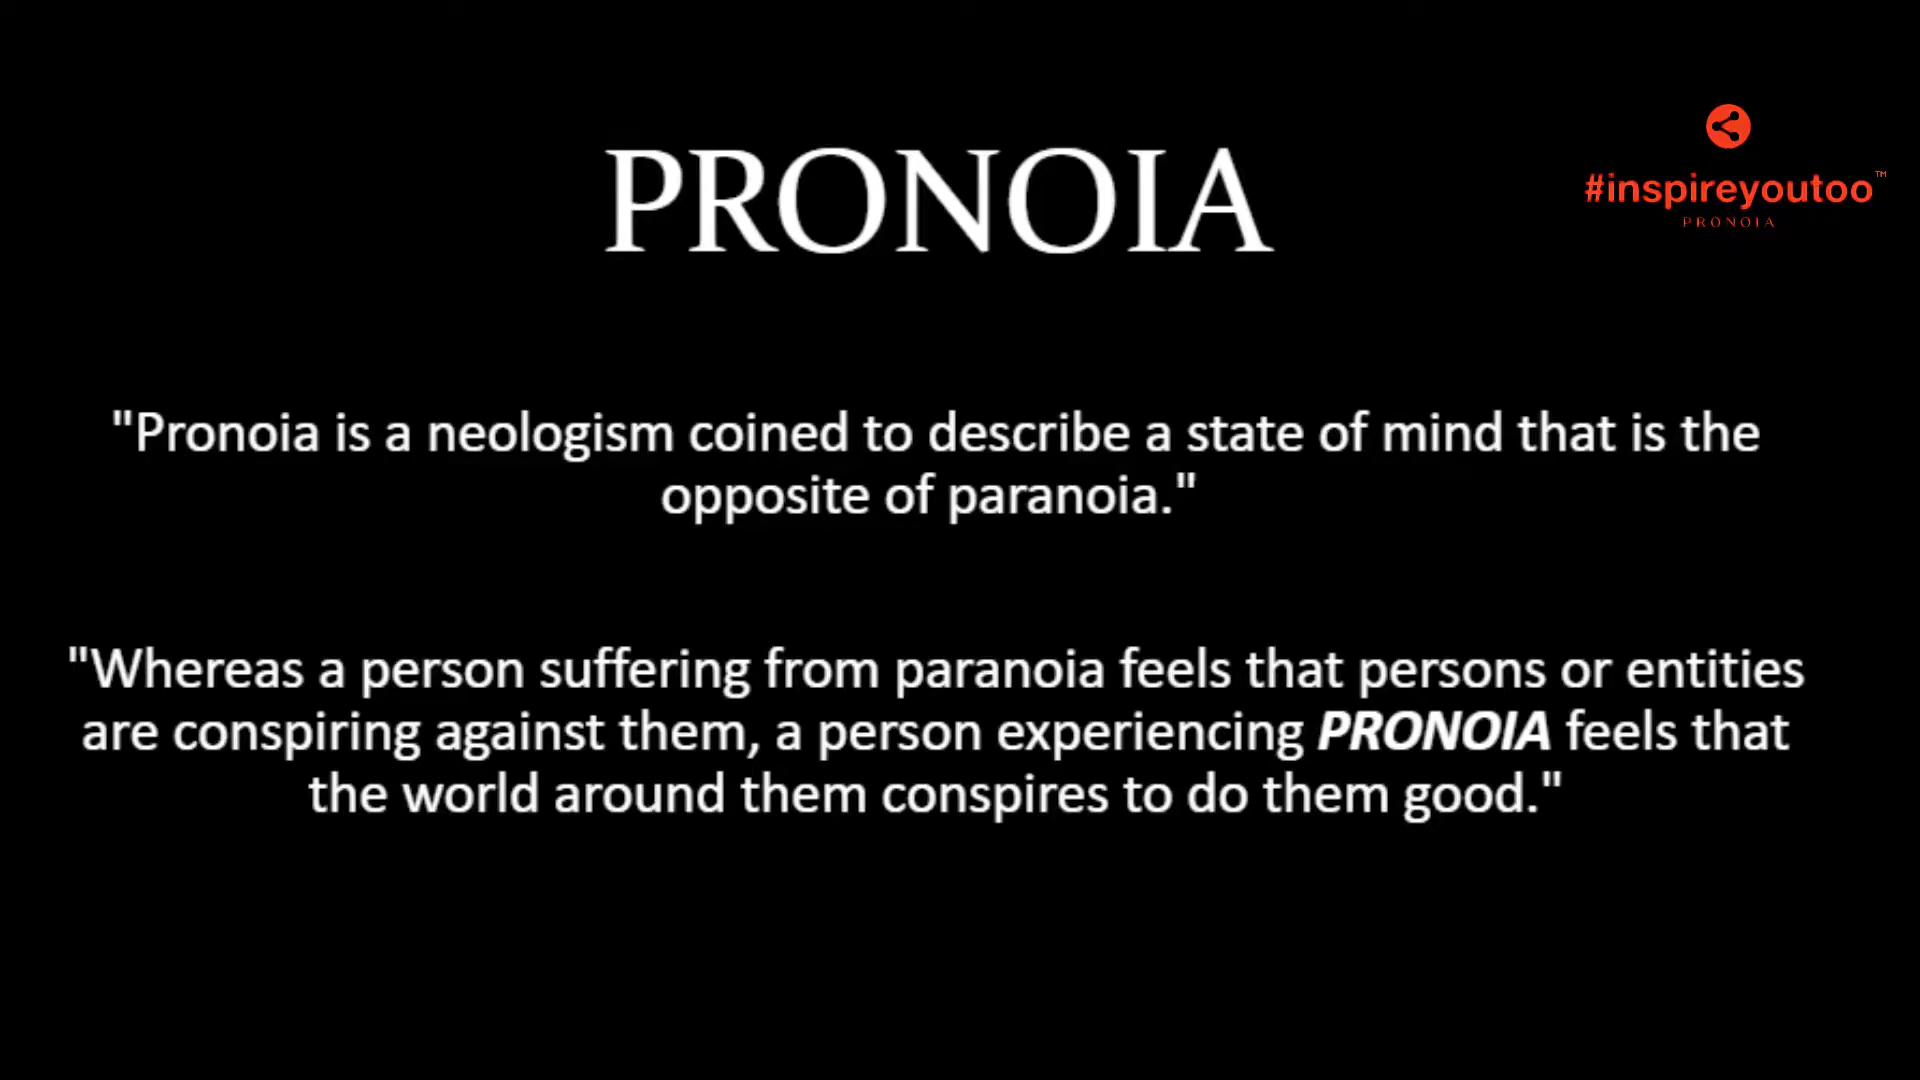 PRONOIA
#inspireyoutoo™
PRONOIA
"Pronoia is a neologism coined to describe a state of mind that is the
opposite of paranoia."
"Whereas a person suffering from paranoia feels that persons or entities
are conspiring against them, a person experiencing PRONOIA feels that
the world around them conspires to do them good."